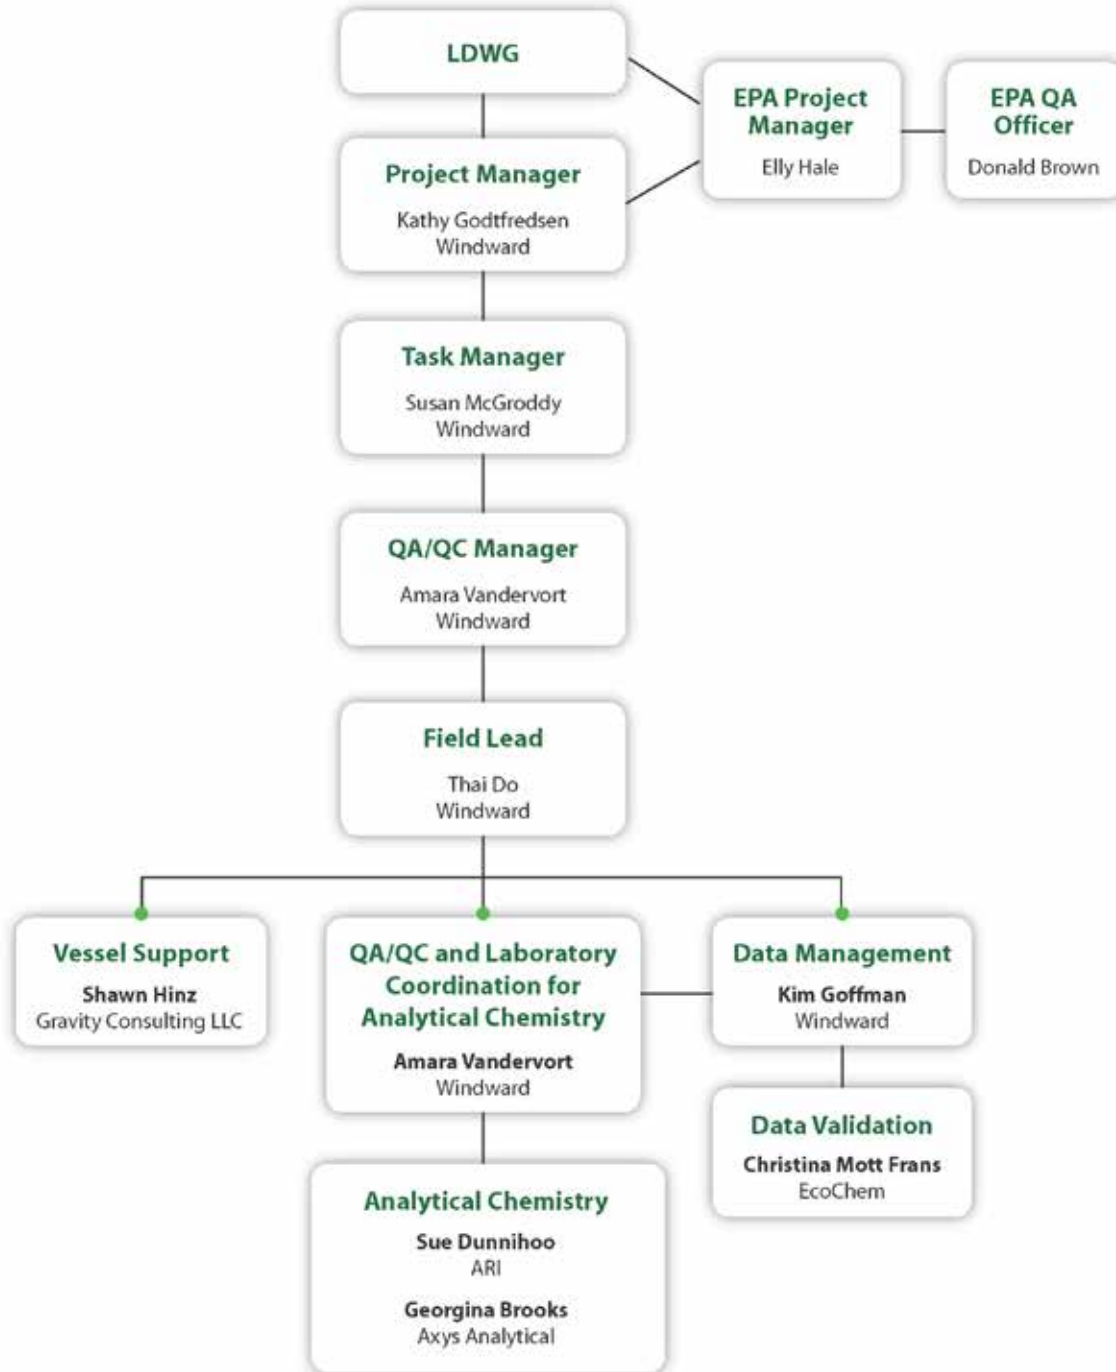 LDWG
EPA Project
Manager
Elly Hale
EPA QA
Officer
Donald Brown
Project Manager
Kathy Godtfredsen
Windward
Task Manager
Susan McGroddy
Windward
QA/QC Manager
Amara Vandervort
Windward
Field Lead
Thai Do
Windward
Vessel Support
Shawn Hinz
Gravity Consulting LLC
QA/QC and Laboratory
Coordination for
Analytical Chemistry
Amara Vandervort
Windward
Data Management
Kim Goffman
Windward
Data Validation
Christina Mott Frans
EcoChem
Analytical Chemistry
Sue Dunnihoo
ARI
Georgina Brooks
Axys Analytical